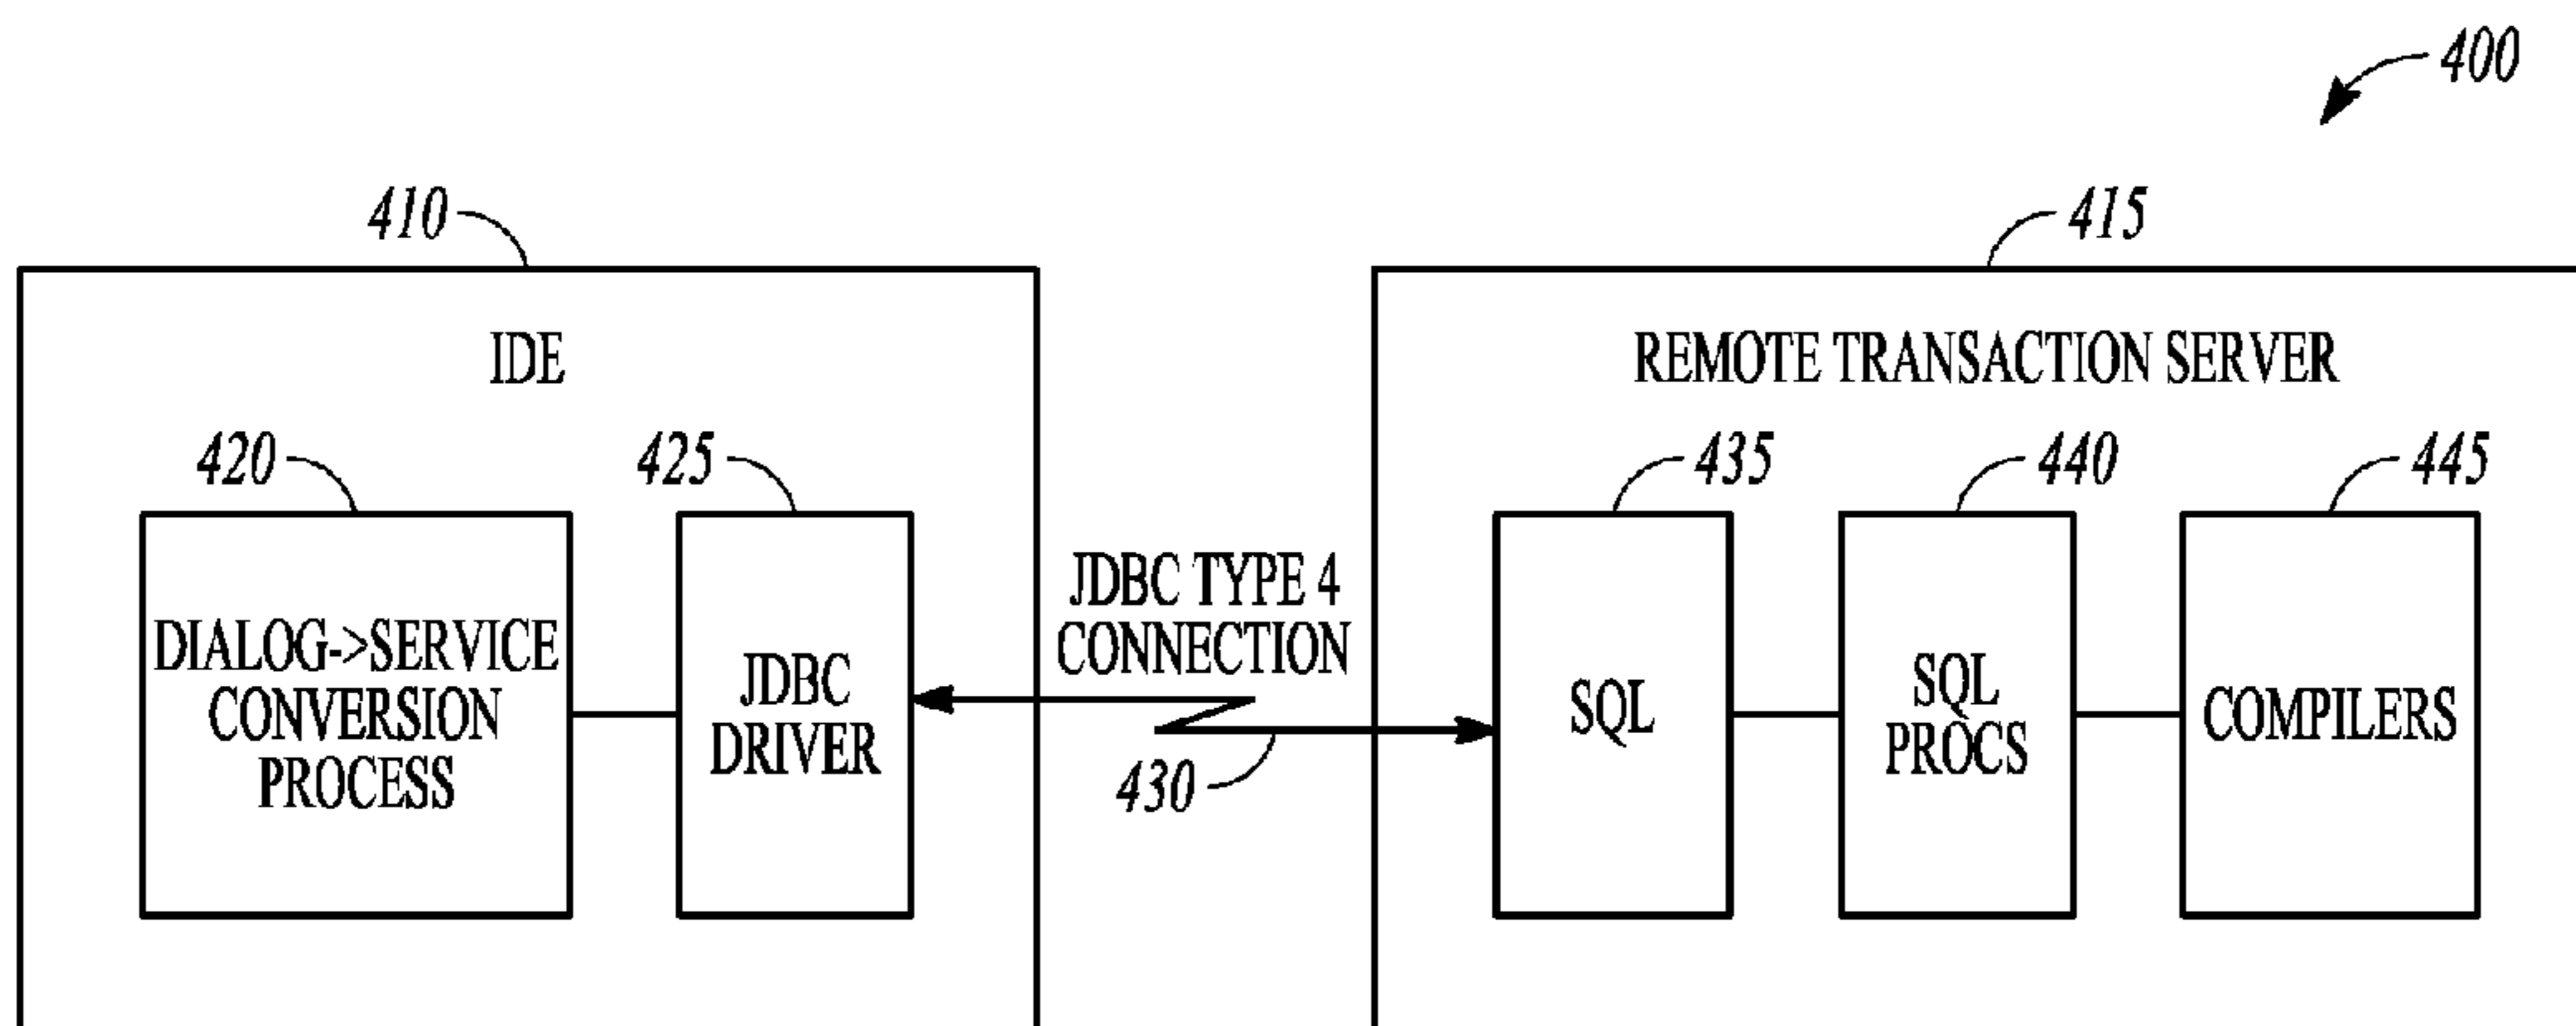 400
410
415
IDE
REMOTE TRANSACTION SERVER
420
425
435
440
445
DIALOG->SERVICE
CONVERSION
PROCESS
JDBC
DRIVER
JDBC TYPE 4
CONNECTION
430
SQL
SQL
PROCS
COMPILERS